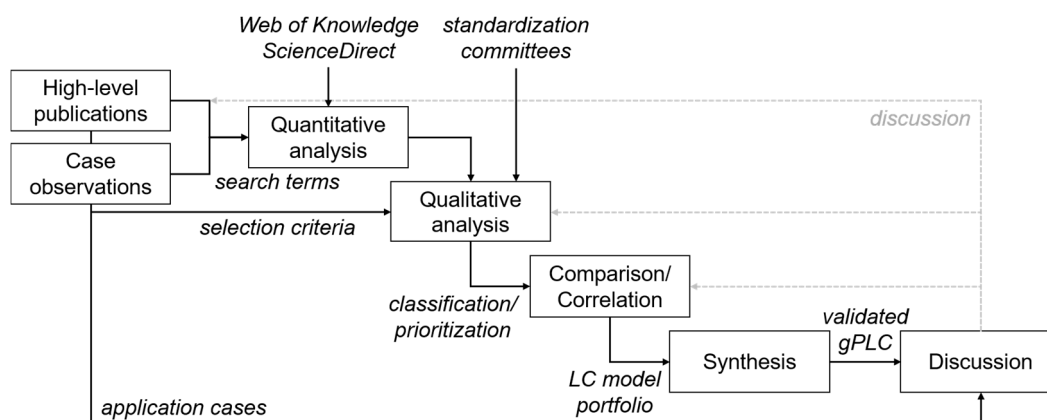 Web of Knowledge
ScienceDirect
standardization
committees
High-level
publications
Quantitative
analysis
discussion
Case
observations
search terms
Qualitative
analysis
selection criteria
Comparison/
Correlation
classification/
prioritization
validated
gPLC
Synthesis
Discussion
LC model
portfolio
application cases